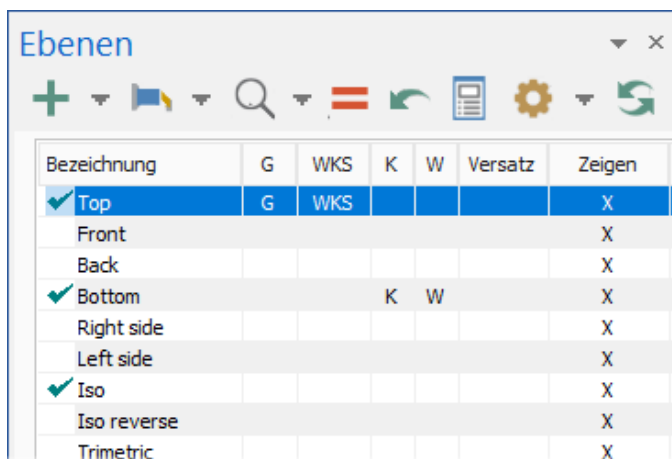 Ebenen
Bezeichnung G WKS K W Versatz Zeigen
Top G WKS X
Front X
Back X
Bottom K W X
Right side X
Left side X
Iso X
Iso reverse X
Trimetric X